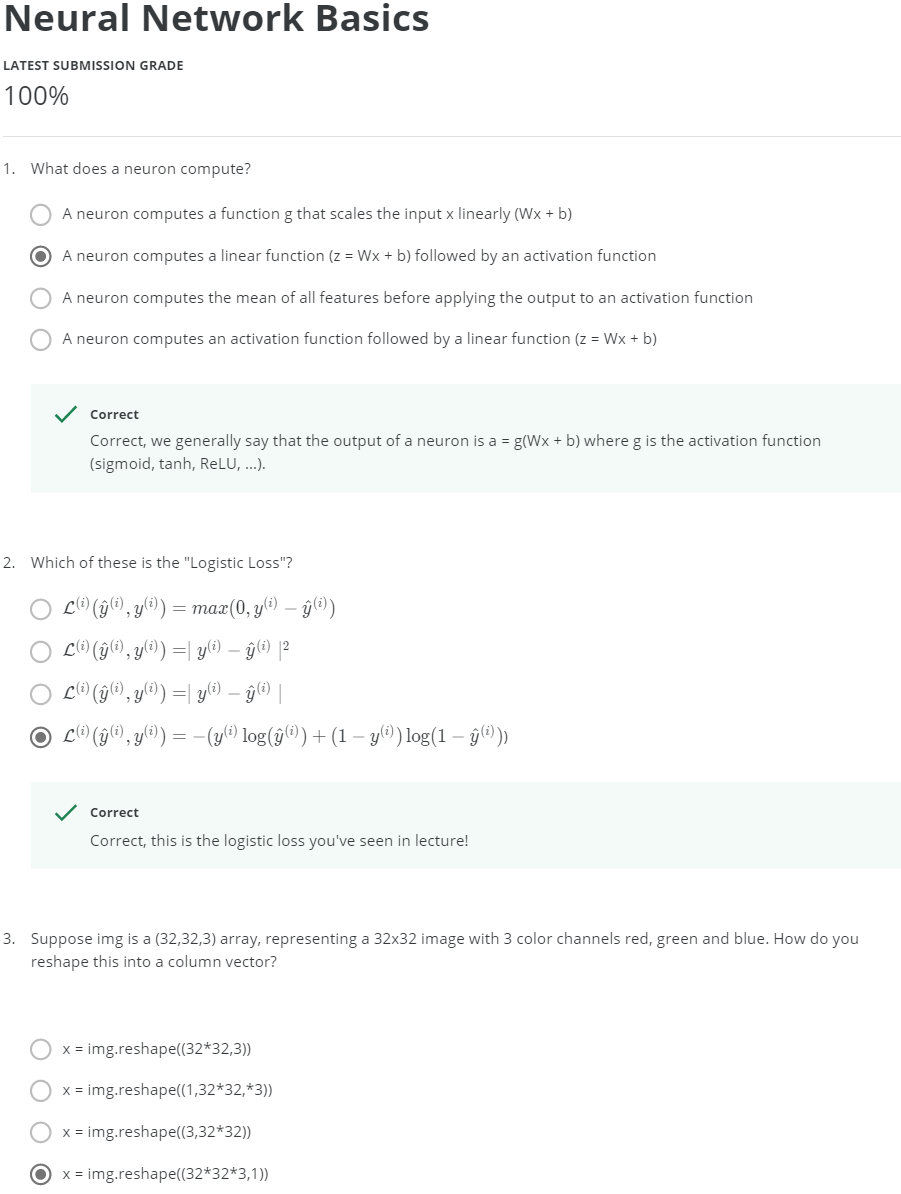 Neural Network Basics
LATEST SUBMISSION GRADE
100%
1. What does a neuron compute?
A neuron computes a function g that scales the input x linearly (Wx + b)
A neuron computes a linear function (z = Wx + b) followed by an activation function
A neuron computes the mean of all features before applying the output to an activation function
A neuron computes an activation function followed by a linear function (z = Wx + b)
Correct
Correct, we generally say that the output of a neuron is a = g(Wx + b) where g is the activation function
(sigmoid, tanh, ReLU, ...).
2. Which of these is the "Logistic Loss"?
ℒ⁽ⁱ⁾(ŷ⁽ⁱ⁾, y⁽ⁱ⁾) = max(0, y⁽ⁱ⁾ − ŷ⁽ⁱ⁾)
ℒ⁽ⁱ⁾(ŷ⁽ⁱ⁾, y⁽ⁱ⁾) =| y⁽ⁱ⁾ − ŷ⁽ⁱ⁾ |²
ℒ⁽ⁱ⁾(ŷ⁽ⁱ⁾, y⁽ⁱ⁾) =| y⁽ⁱ⁾ − ŷ⁽ⁱ⁾ |
ℒ⁽ⁱ⁾(ŷ⁽ⁱ⁾, y⁽ⁱ⁾) = −(y⁽ⁱ⁾ log(ŷ⁽ⁱ⁾) + (1 − y⁽ⁱ⁾) log(1 − ŷ⁽ⁱ⁾))
Correct
Correct, this is the logistic loss you've seen in lecture!
3. Suppose img is a (32,32,3) array, representing a 32x32 image with 3 color channels red, green and blue. How do you
reshape this into a column vector?
x = img.reshape((32*32,3))
x = img.reshape((1,32*32,*3))
x = img.reshape((3,32*32))
x = img.reshape((32*32*3,1))